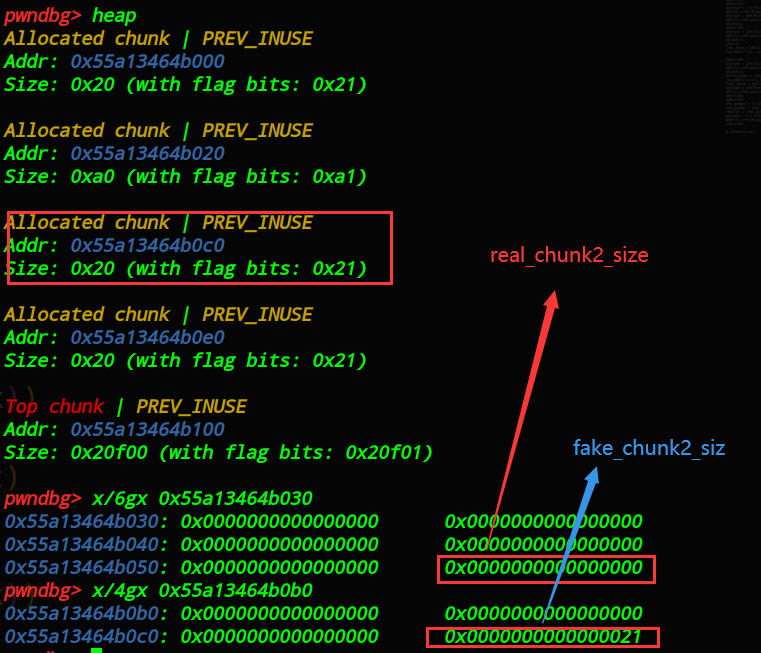 pwndbg> heap
Allocated chunk | PREV_INUSE
Addr: 0x55a13464b000
Size: 0x20 (with flag bits: 0x21)
Allocated chunk | PREV_INUSE
Addr: 0x55a13464b020
Size: 0xa0 (with flag bits: 0xa1)
Allocated chunk | PREV_INUSE
Addr: 0x55a13464b0c0
Size: 0x20 (with flag bits: 0x21)
real_chunk2_size
Allocated chunk | PREV_INUSE
Addr: 0x55a13464b0e0
Size: 0x20 (with flag bits: 0x21)
Top chunk | PREV_INUSE
Addr: 0x55a13464b100
Size: 0x20f00 (with flag bits: 0x20f01)
fake_chunk2_siz
pwndbg> x/6gx 0x55a13464b030
0x55a13464b030: 0x0000000000000000 0x0000000000000000
0x55a13464b040: 0x0000000000000000 0x0000000000000000
0x55a13464b050: 0x0000000000000000 0x0000000000000000
pwndbg> x/4gx 0x55a13464b0b0
0x55a13464b0b0: 0x0000000000000000 0x0000000000000000
0x55a13464b0c0: 0x0000000000000000 0x0000000000000021
pwndbg>